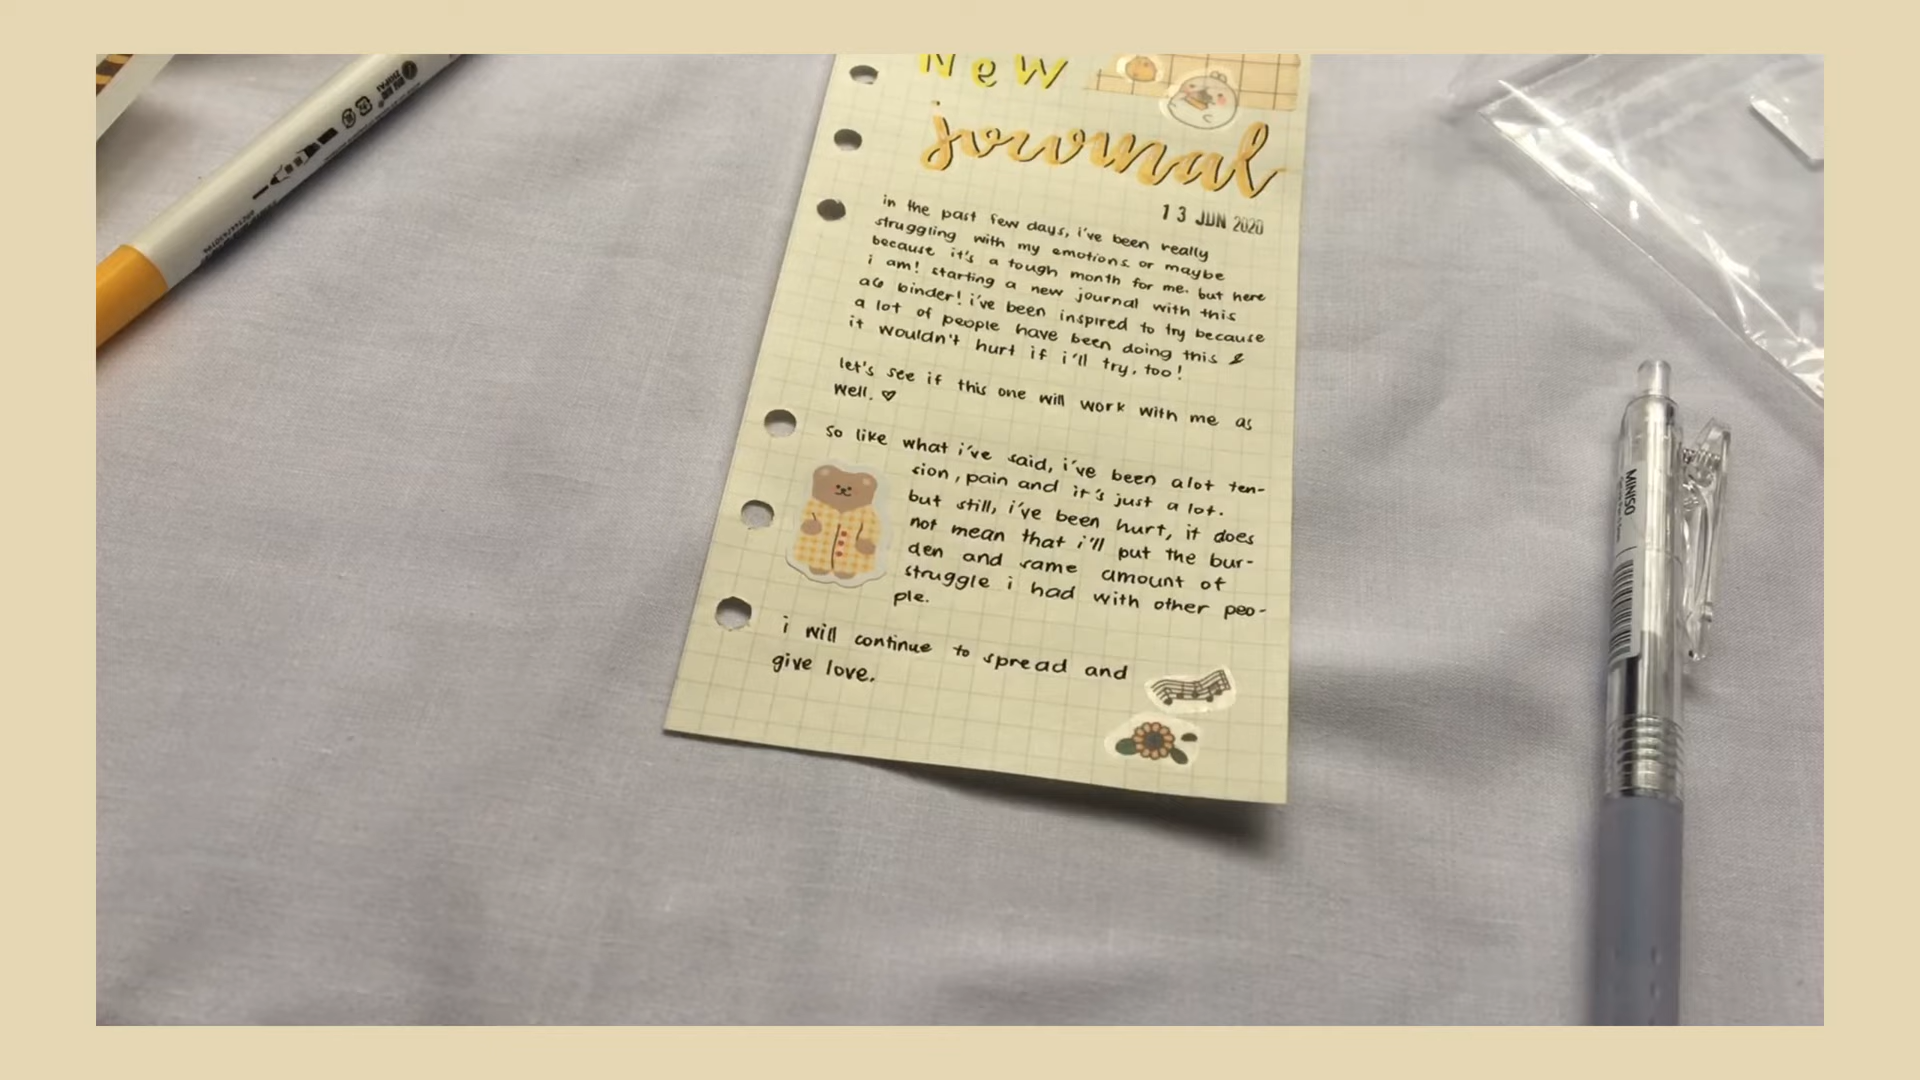 New
journal
13 JUN 2020
in the past few days, i've been really
struggling with my emotions. or maybe
because it's a tough month for me. but here
i am! starting a new journal with this
a6 binder! i've been inspired to try because
a lot of people have been doing this &
it wouldn't hurt if i'll try, too!
let's see if this one will work with me as
well. ♡
so like what i've said, i've been alot ten-
sion, pain and it's just a lot.
but still, i've been hurt, it does
not mean that i'll put the bur-
den and same amount of
struggle i had with other peo-
ple.
i will continue to spread and
give love.
MINISO